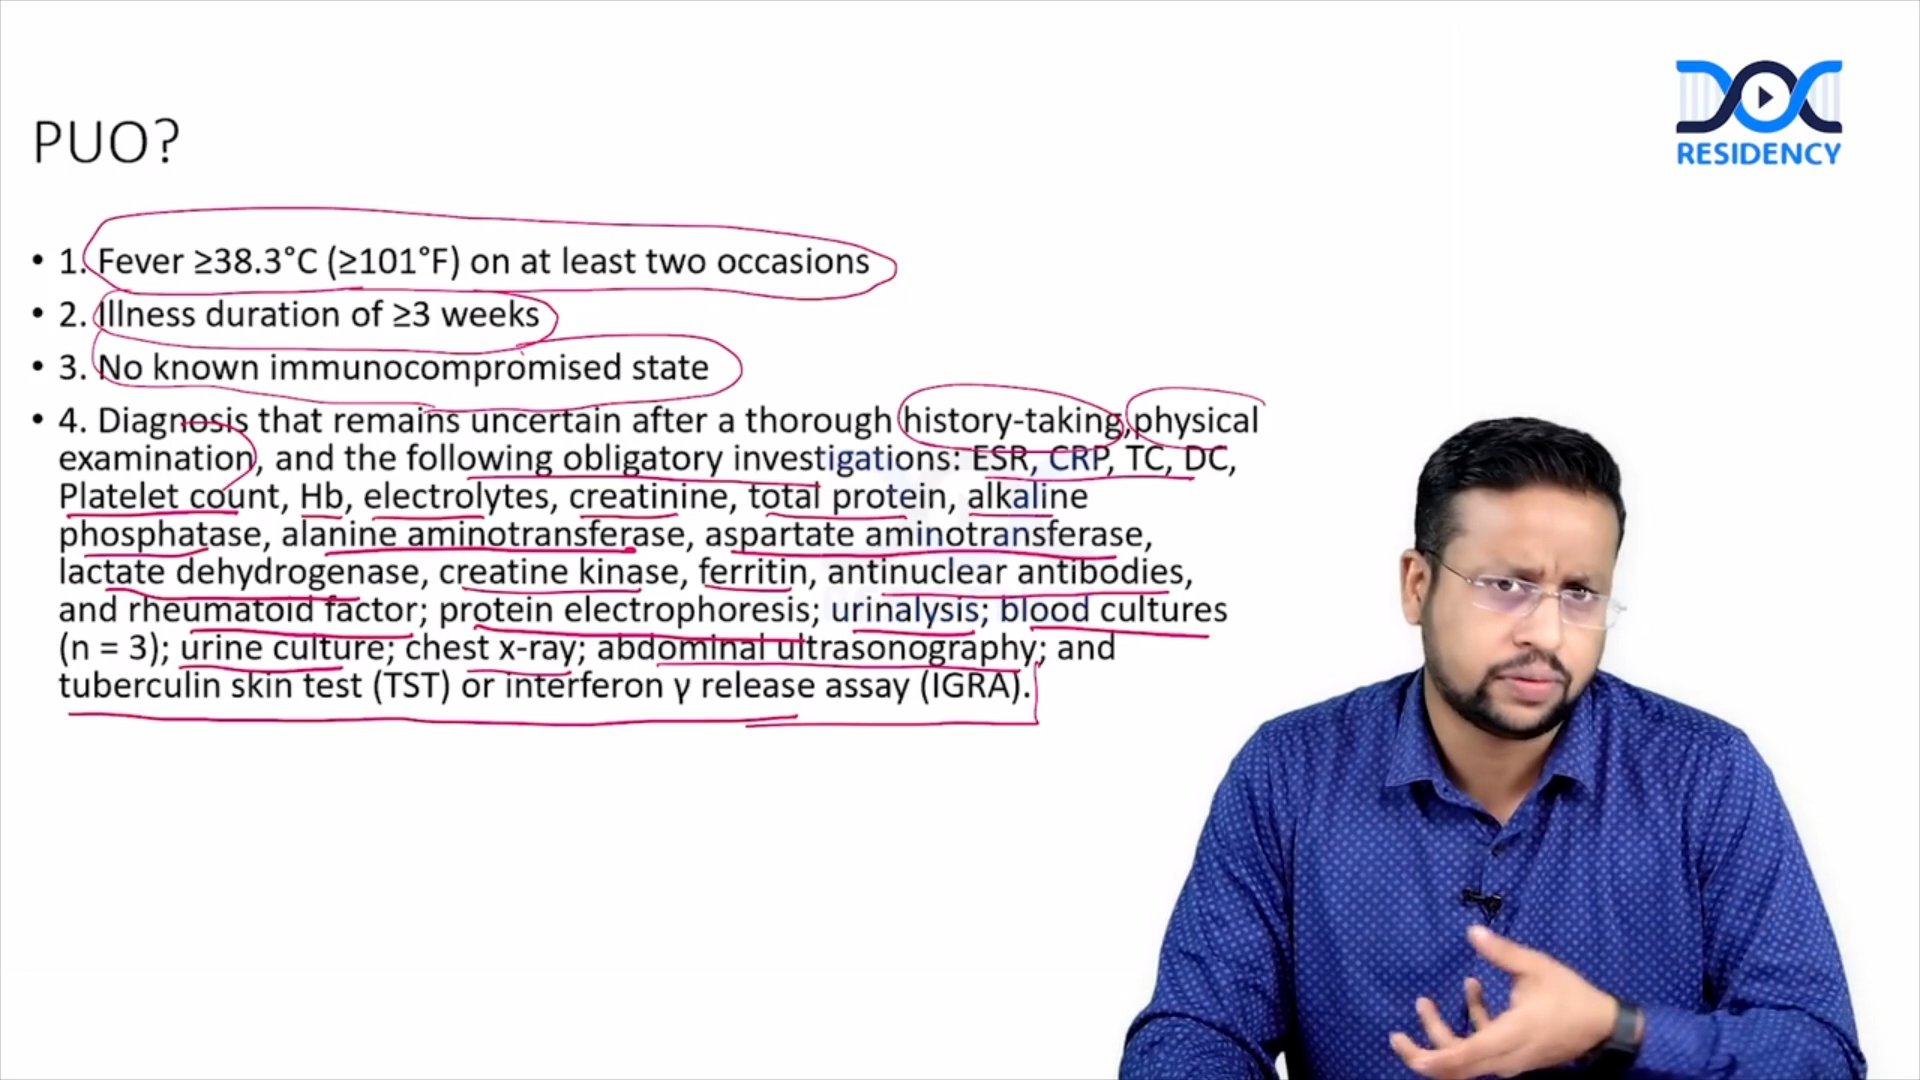 DOC
RESIDENCY
PUO?
• 1. Fever ≥38.3°C (≥101°F) on at least two occasions
• 2. Illness duration of ≥3 weeks
• 3. No known immunocompromised state
• 4. Diagnosis that remains uncertain after a thorough history-taking,physical
examination, and the following obligatory investigations: ESR, CRP, TC, DC,
Platelet count, Hb, electrolytes, creatinine, total protein, alkaline
phosphatase, alanine aminotransferase, aspartate aminotransferase,
lactate dehydrogenase, creatine kinase, ferritin, antinuclear antibodies,
and rheumatoid factor; protein electrophoresis; urinalysis; blood cultures
(n = 3); urine culture; chest x-ray; abdominal ultrasonography; and
tuberculin skin test (TST) or interferon γ release assay (IGRA).